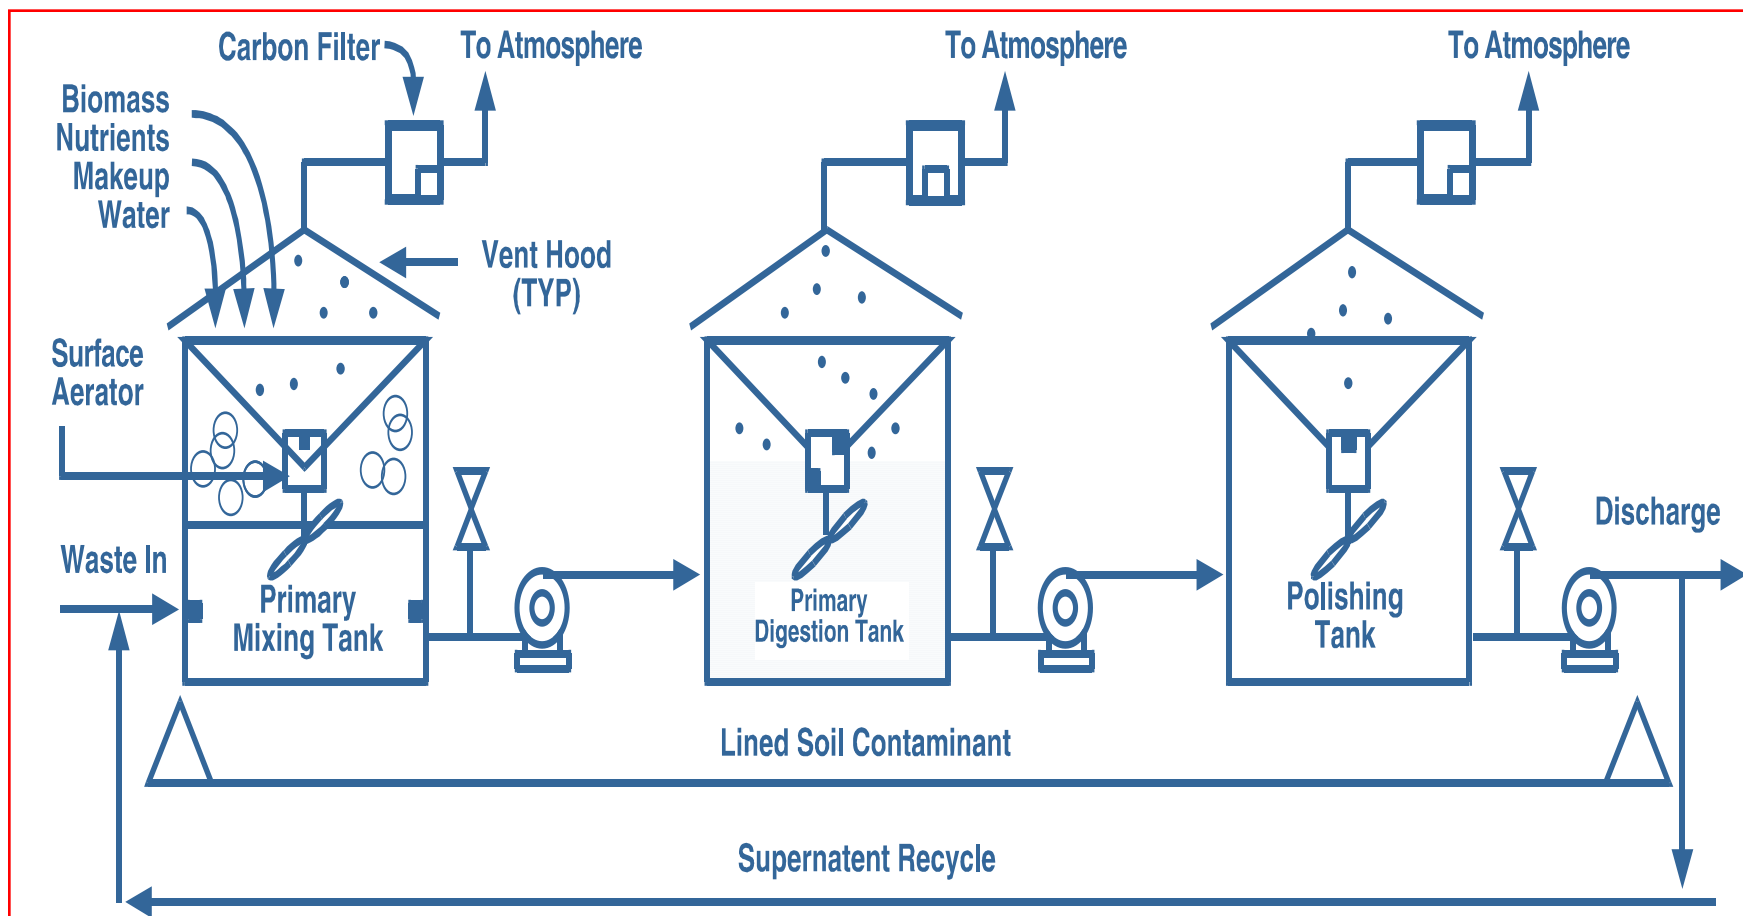 Carbon Filter
To Atmosphere
To Atmosphere
To Atmosphere
Biomass
Nutrients
Makeup
Water
Vent Hood
(TYP)
Surface
Aerator
Waste In
Primary
Mixing Tank
Primary
Digestion Tank
Polishing
Tank
Discharge
Lined Soil Contaminant
Supernatent Recycle